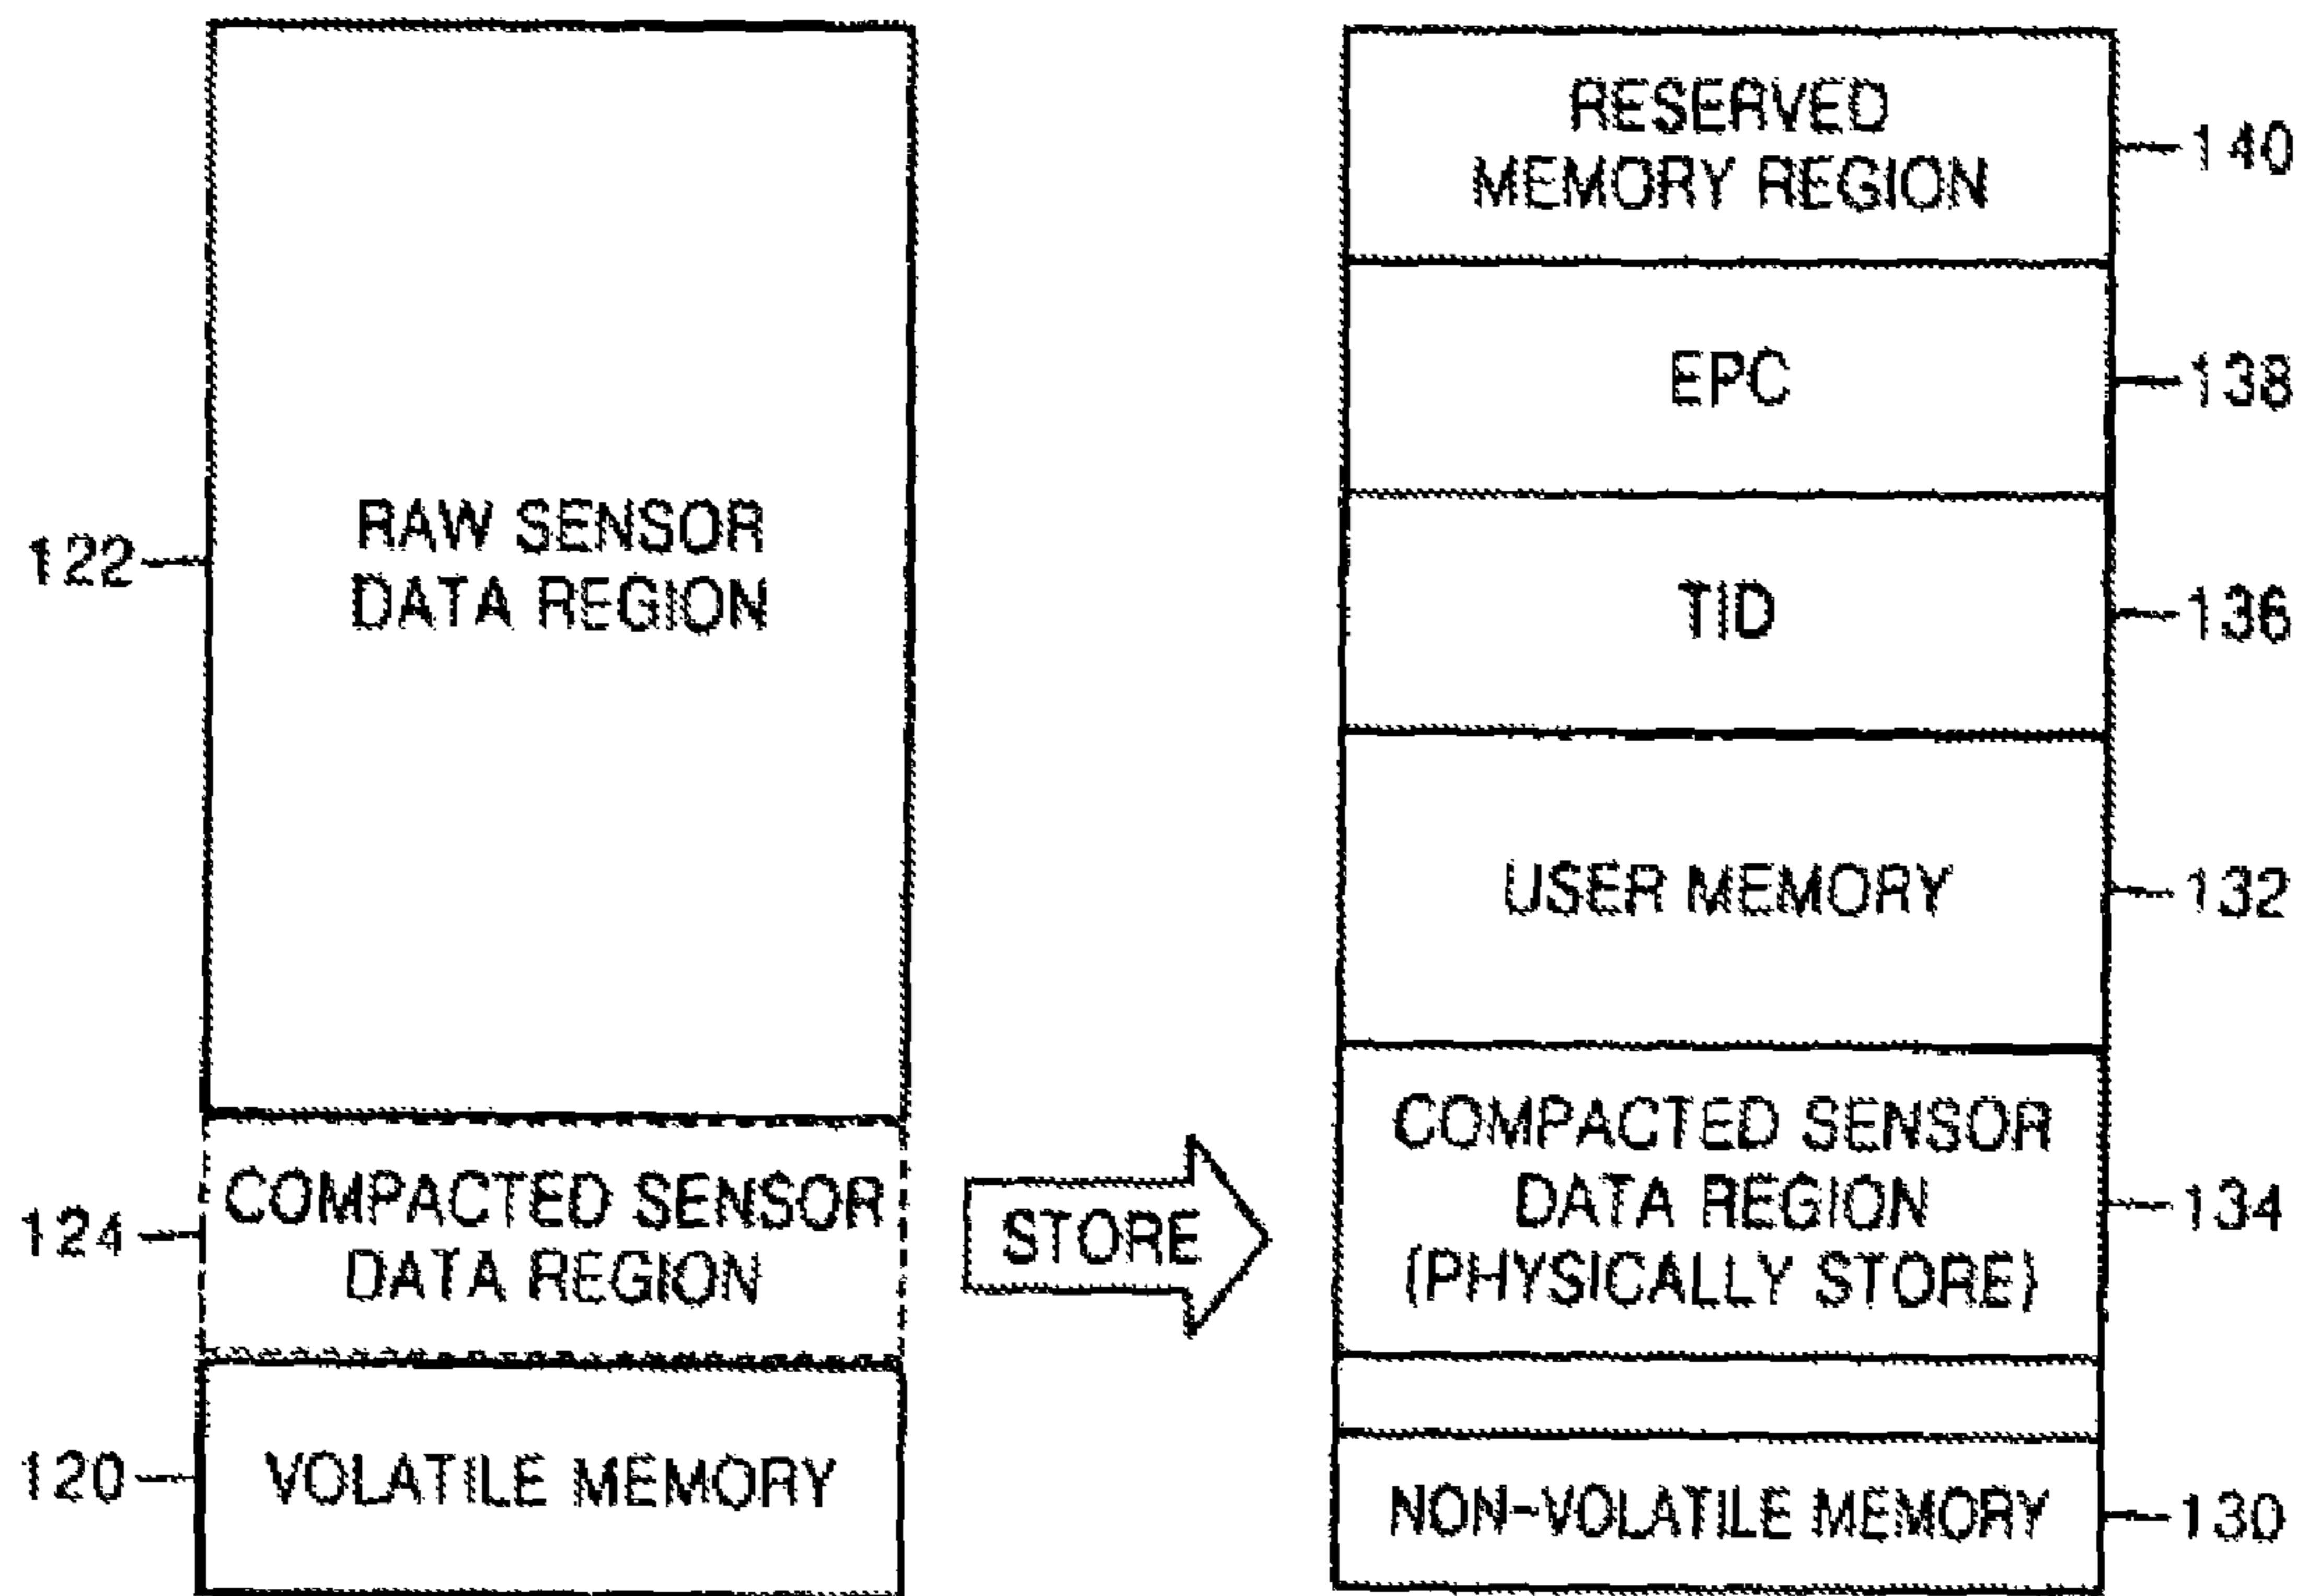 122
RAW SENSOR
DATA REGION
124
COMPACTED SENSOR
DATA REGION
120
VOLATILE MEMORY
STORE
RESERVED
MEMORY REGION
140
EPC
138
TID
136
USER MEMORY
132
COMPACTED SENSOR
DATA REGION
(PHYSICALLY STORE)
134
NON-VOLATILE MEMORY
130